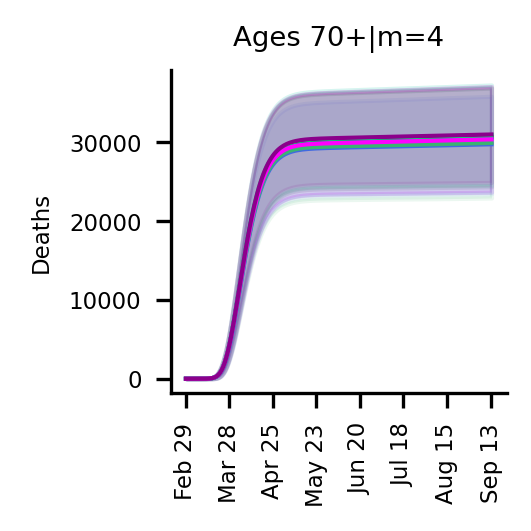 Ages 70+|m=4
Deaths
30000
20000
10000
0
Feb 29
Mar 28
Apr 25
May 23
Jun 20
Jul 18
Aug 15
Sep 13